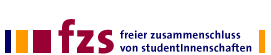 fzs freier zusammenschluss
von studentInnenschaften